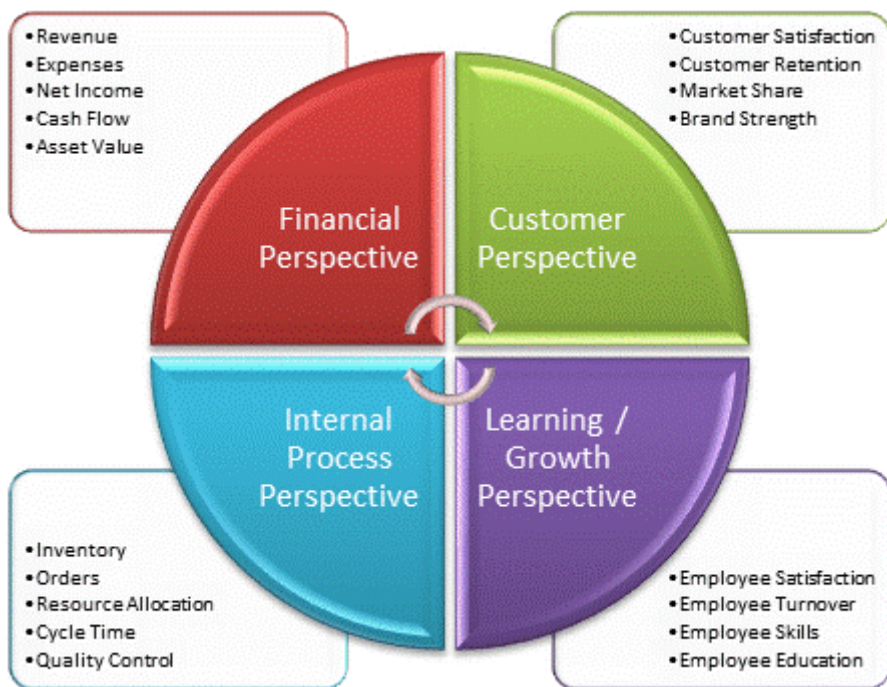 • Revenue
• Expenses
• Net Income
• Cash Flow
• Asset Value
• Customer Satisfaction
• Customer Retention
• Market Share
• Brand Strength
Financial
Perspective
Customer
Perspective
Internal
Process
Perspective
Learning /
Growth
Perspective
• Inventory
• Orders
• Resource Allocation
• Cycle Time
• Quality Control
• Employee Satisfaction
• Employee Turnover
• Employee Skills
• Employee Education